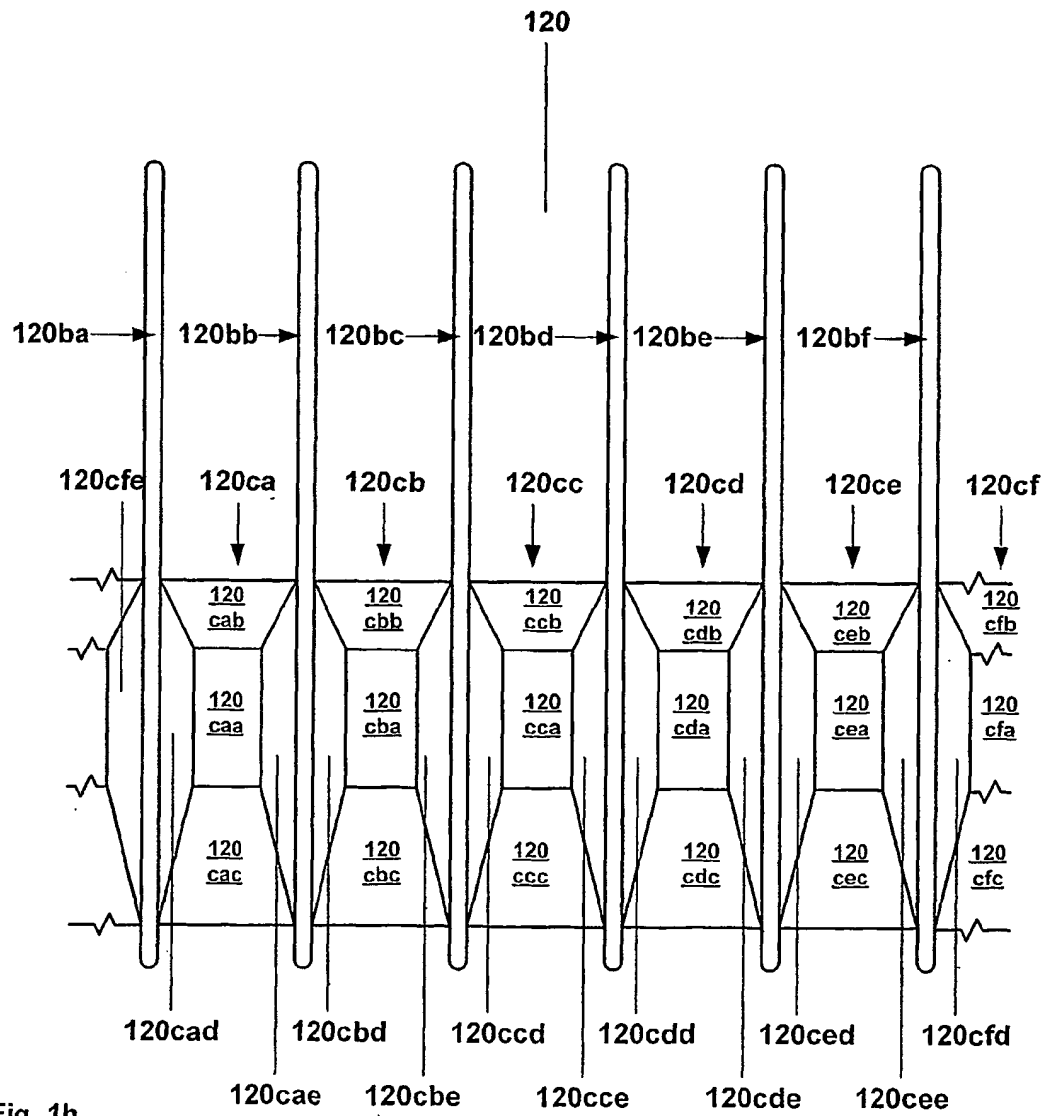 120
120ba 120bb 120bc 120bd 120be 120bf
120cfe 120ca 120cb 120cc 120cd 120ce 120cf
120 120 120 120 120 120
cab cbb ccb cdb ceb cfb
120 120 120 120 120 120
caa cba cca cda cea cfa
120 120 120 120 120 120
cac cbc ccc cdc cec cfc
120cad 120cbd 120ccd 120cdd 120ced 120cfd
120cae 120cbe 120cce 120cde 120cee
Fig. 1h